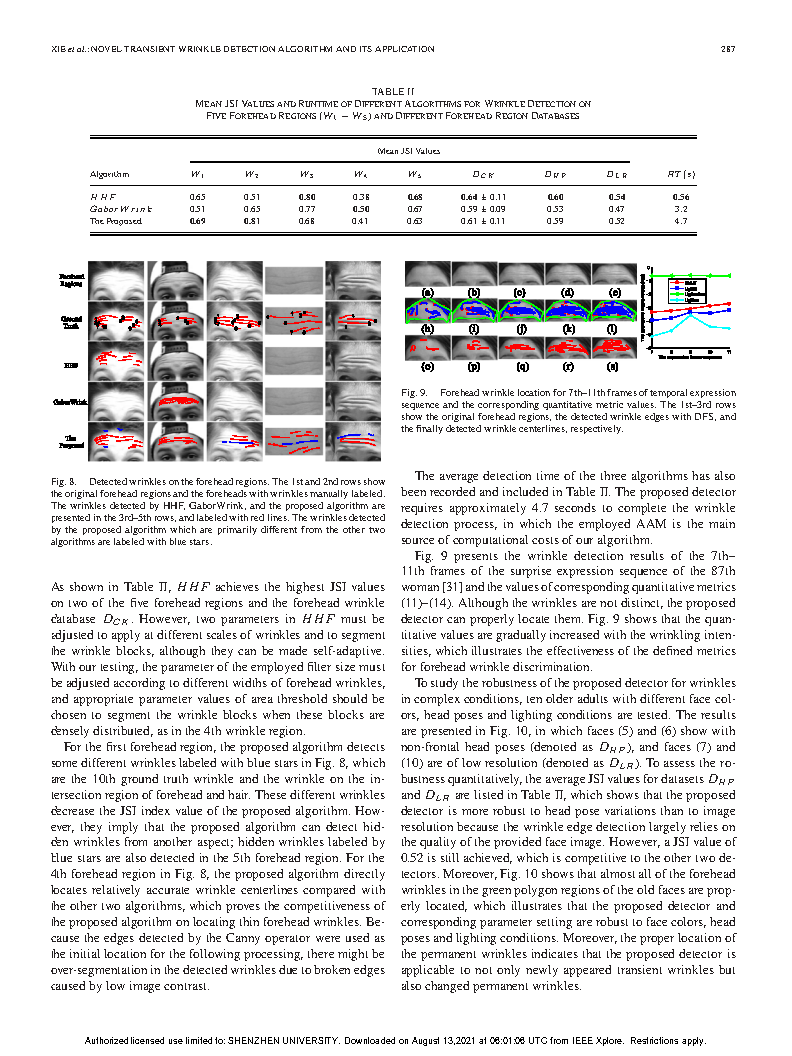 XIE et al.: NOVEL TRANSIENT WRINKLE DETECTION ALGORITHM AND ITS APPLICATION 287
TABLE II
MEAN JSI VALUES AND RUNTIME OF DIFFERENT ALGORITHMS FOR WRINKLE DETECTION ON
FIVE FOREHEAD REGIONS (W1 − W5) AND DIFFERENT FOREHEAD REGION DATABASES
Mean JSI Values
Algorithm W1 W2 W3 W4 W5 DCK DHP DLR RT(s)
HHF 0.65 0.51 0.80 0.38 0.68 0.64 ± 0.11 0.60 0.54 0.56
GaborWrink 0.51 0.65 0.77 0.50 0.67 0.59 ± 0.09 0.53 0.47 3.2
The Proposed 0.69 0.81 0.68 0.41 0.63 0.61 ± 0.11 0.59 0.52 4.7
Forehead
Regions
Ground
Truth
HHF
GaborWrink
The
Proposed
Fig. 8. Detected wrinkles on the forehead regions. The 1st and 2nd rows show
the original forehead regions and the foreheads with wrinkles manually labeled.
The wrinkles detected by HHF, GaborWrink, and the proposed algorithm are
presented in the 3rd–5th rows, and labeled with red lines. The wrinkles detected
by the proposed algorithm which are primarily different from the other two
algorithms are labeled with blue stars.
As shown in Table II, HHF achieves the highest JSI values
on two of the five forehead regions and the forehead wrinkle
database DCK. However, two parameters in HHF must be
adjusted to apply at different scales of wrinkles and to segment
the wrinkle blocks, although they can be made self-adaptive.
With our testing, the parameter of the employed filter size must
be adjusted according to different widths of forehead wrinkles,
and appropriate parameter values of area threshold should be
chosen to segment the wrinkle blocks when these blocks are
densely distributed, as in the 4th wrinkle region.
For the first forehead region, the proposed algorithm detects
some different wrinkles labeled with blue stars in Fig. 8, which
are the 10th ground truth wrinkle and the wrinkle on the in-
tersection region of forehead and hair. These different wrinkles
decrease the JSI index value of the proposed algorithm. How-
ever, they imply that the proposed algorithm can detect hid-
den wrinkles from another aspect; hidden wrinkles labeled by
blue stars are also detected in the 5th forehead region. For the
4th forehead region in Fig. 8, the proposed algorithm directly
locates relatively accurate wrinkle centerlines compared with
the other two algorithms, which proves the competitiveness of
the proposed algorithm on locating thin forehead wrinkles. Be-
cause the edges detected by the Canny operator were used as
the initial location for the following processing, there might be
over-segmentation in the detected wrinkles due to broken edges
caused by low image contrast.
(a) (b) (c) (d) (e)
(h) (i) (j) (k) (l)
(o) (p) (q) (r) (s)
Fig. 9. Forehead wrinkle location for 7th–11th frames of temporal expression
sequence and the corresponding quantitative metric values. The 1st–3rd rows
show the original forehead regions, the detected wrinkle edges with DFS, and
the finally detected wrinkle centerlines, respectively.
The average detection time of the three algorithms has also
been recorded and included in Table II. The proposed detector
requires approximately 4.7 seconds to complete the wrinkle
detection process, in which the employed AAM is the main
source of computational costs of our algorithm.
Fig. 9 presents the wrinkle detection results of the 7th–
11th frames of the surprise expression sequence of the 87th
woman [31] and the values of corresponding quantitative metrics
(11)–(14). Although the wrinkles are not distinct, the proposed
detector can properly locate them. Fig. 9 shows that the quan-
titative values are gradually increased with the wrinkling inten-
sities, which illustrates the effectiveness of the defined metrics
for forehead wrinkle discrimination.
To study the robustness of the proposed detector for wrinkles
in complex conditions, ten older adults with different face col-
ors, head poses and lighting conditions are tested. The results
are presented in Fig. 10, in which faces (5) and (6) show with
non-frontal head poses (denoted as DHP), and faces (7) and
(10) are of low resolution (denoted as DLR). To assess the ro-
bustness quantitatively, the average JSI values for datasets DHP
and DLR are listed in Table II, which shows that the proposed
detector is more robust to head pose variations than to image
resolution because the wrinkle edge detection largely relies on
the quality of the provided face image. However, a JSI value of
0.52 is still achieved, which is competitive to the other two de-
tectors. Moreover, Fig. 10 shows that almost all of the forehead
wrinkles in the green polygon regions of the old faces are prop-
erly located, which illustrates that the proposed detector and
corresponding parameter setting are robust to face colors, head
poses and lighting conditions. Moreover, the proper location of
the permanent wrinkles indicates that the proposed detector is
applicable to not only newly appeared transient wrinkles but
also changed permanent wrinkles.
Authorized licensed use limited to: SHENZHEN UNIVERSITY. Downloaded on August 13,2021 at 08:01:08 UTC from IEEE Xplore. Restrictions apply.